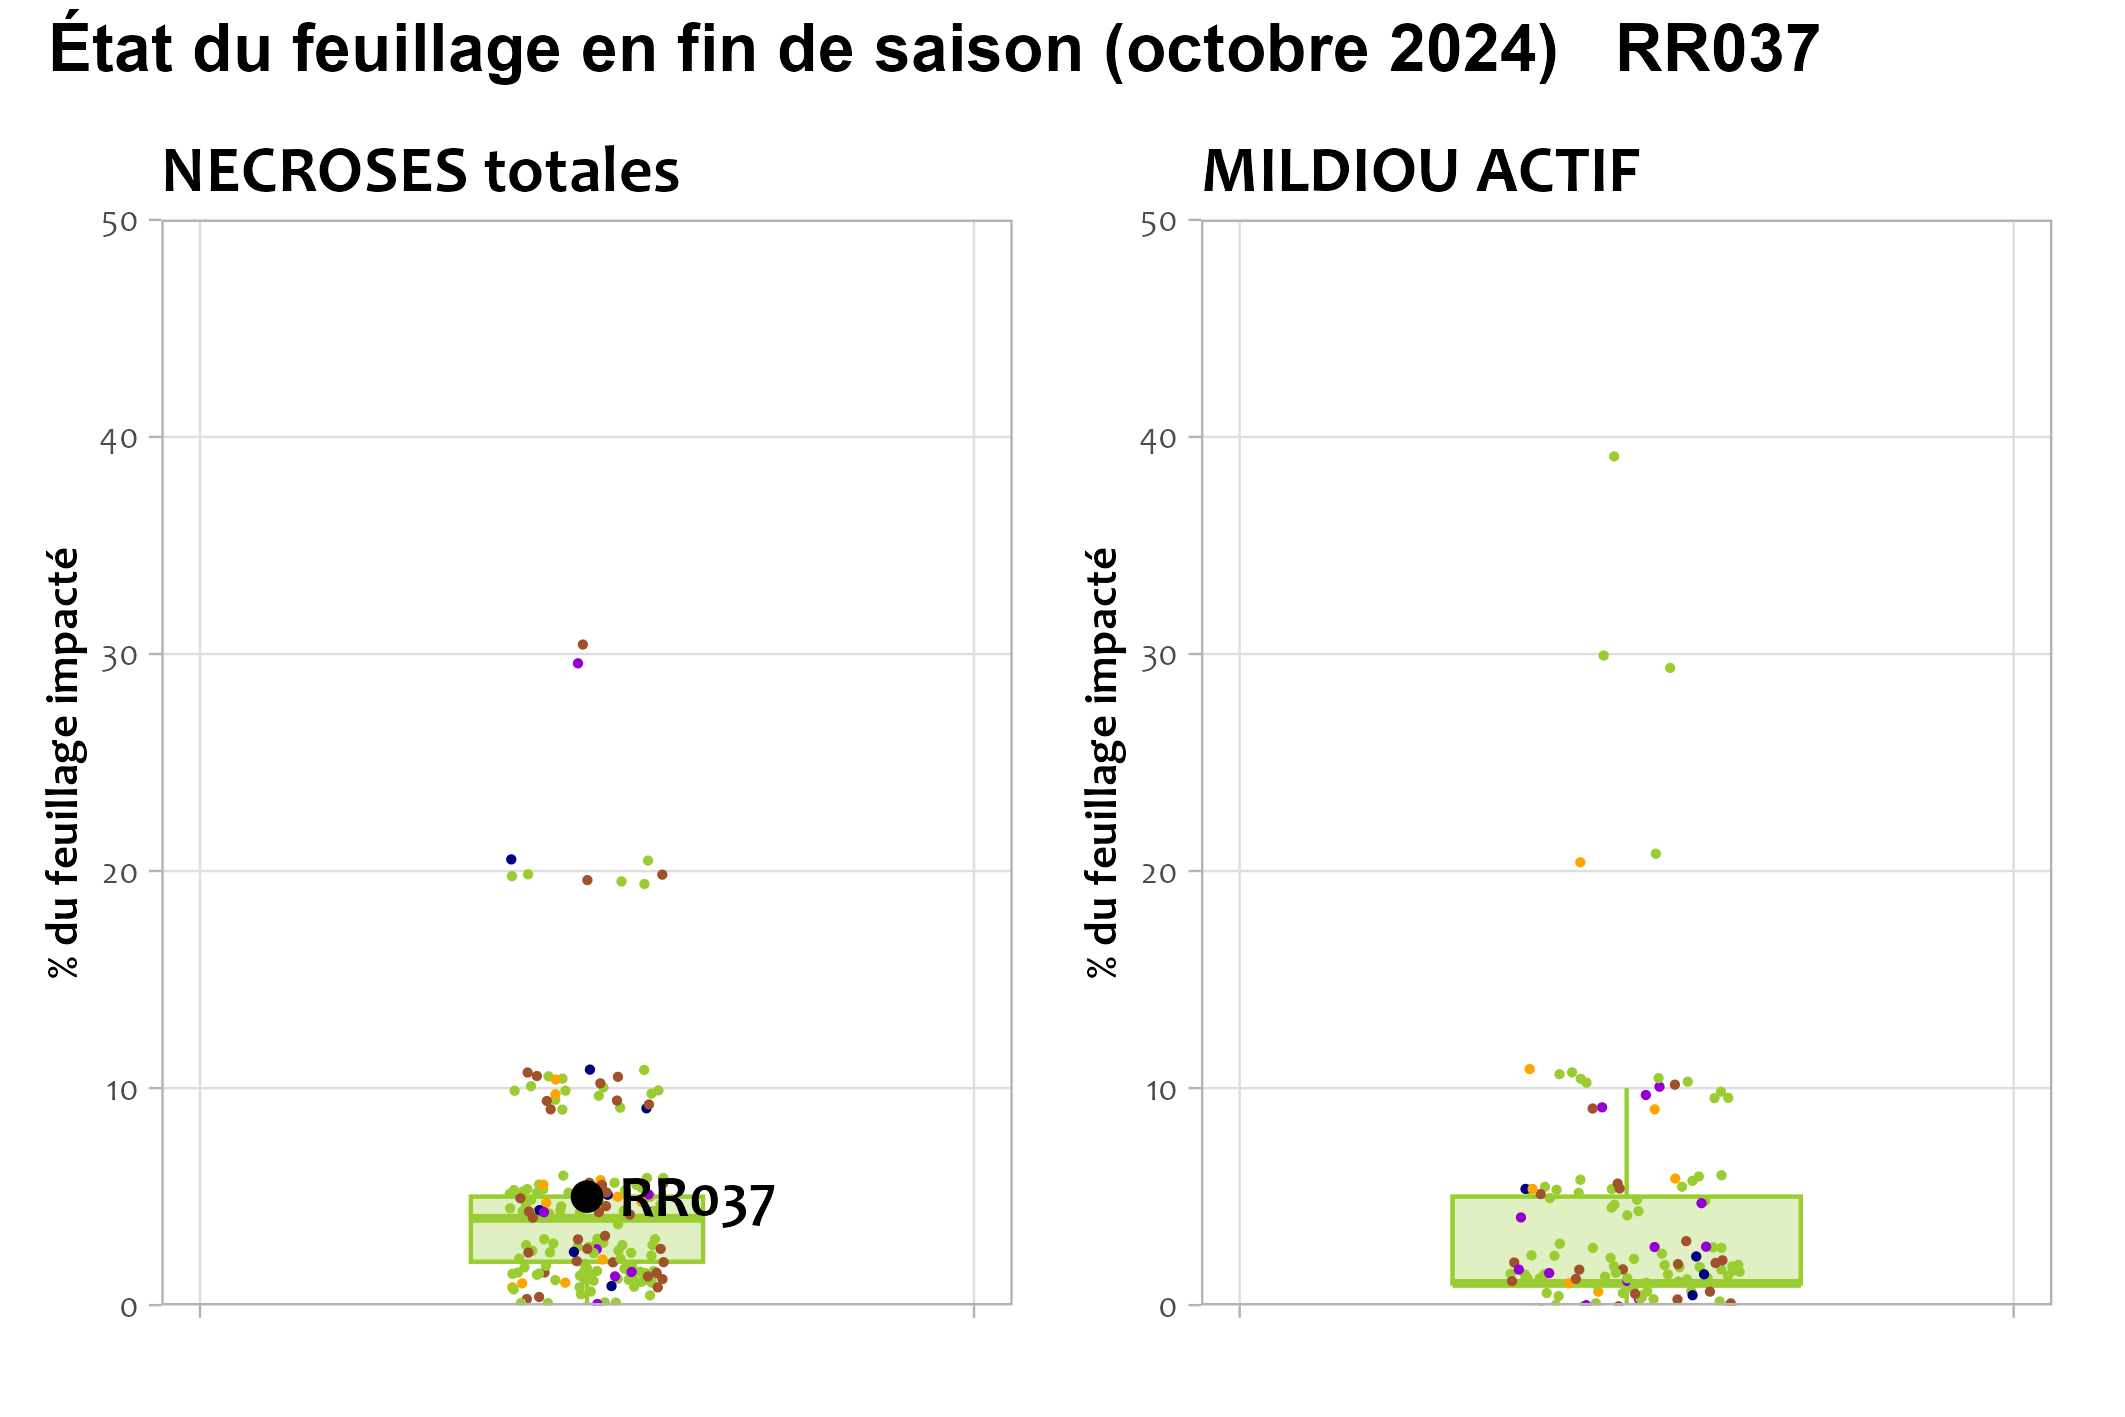 État du feuillage en fin de saison (octobre 2024) RR037
NECROSES totales
50
40
30
20
10
0
% du feuillage impacté
RR037
MILDIOU ACTIF
50
40
30
20
10
0
% du feuillage impacté